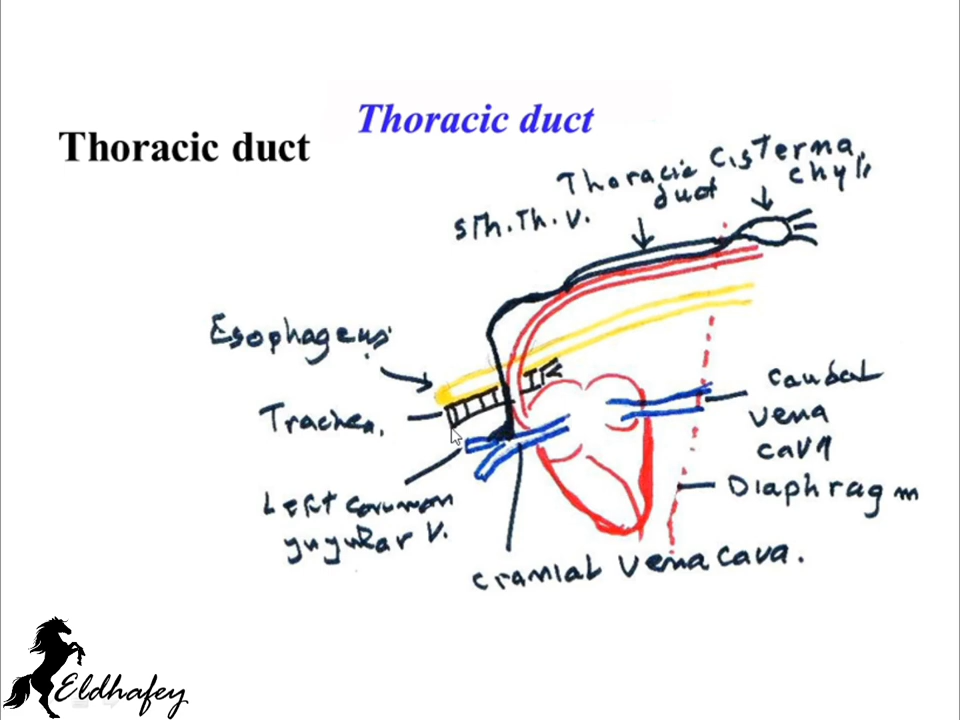 Thoracic duct
Thoracic duct
Thoracic
duct
Cisterna
chyli
5th.Th.V.
Esophageus
Trachea,
Left common
yuyular V.
cranial vena cava.
caudal
vena
cava
Diaphragm
Eldhafey